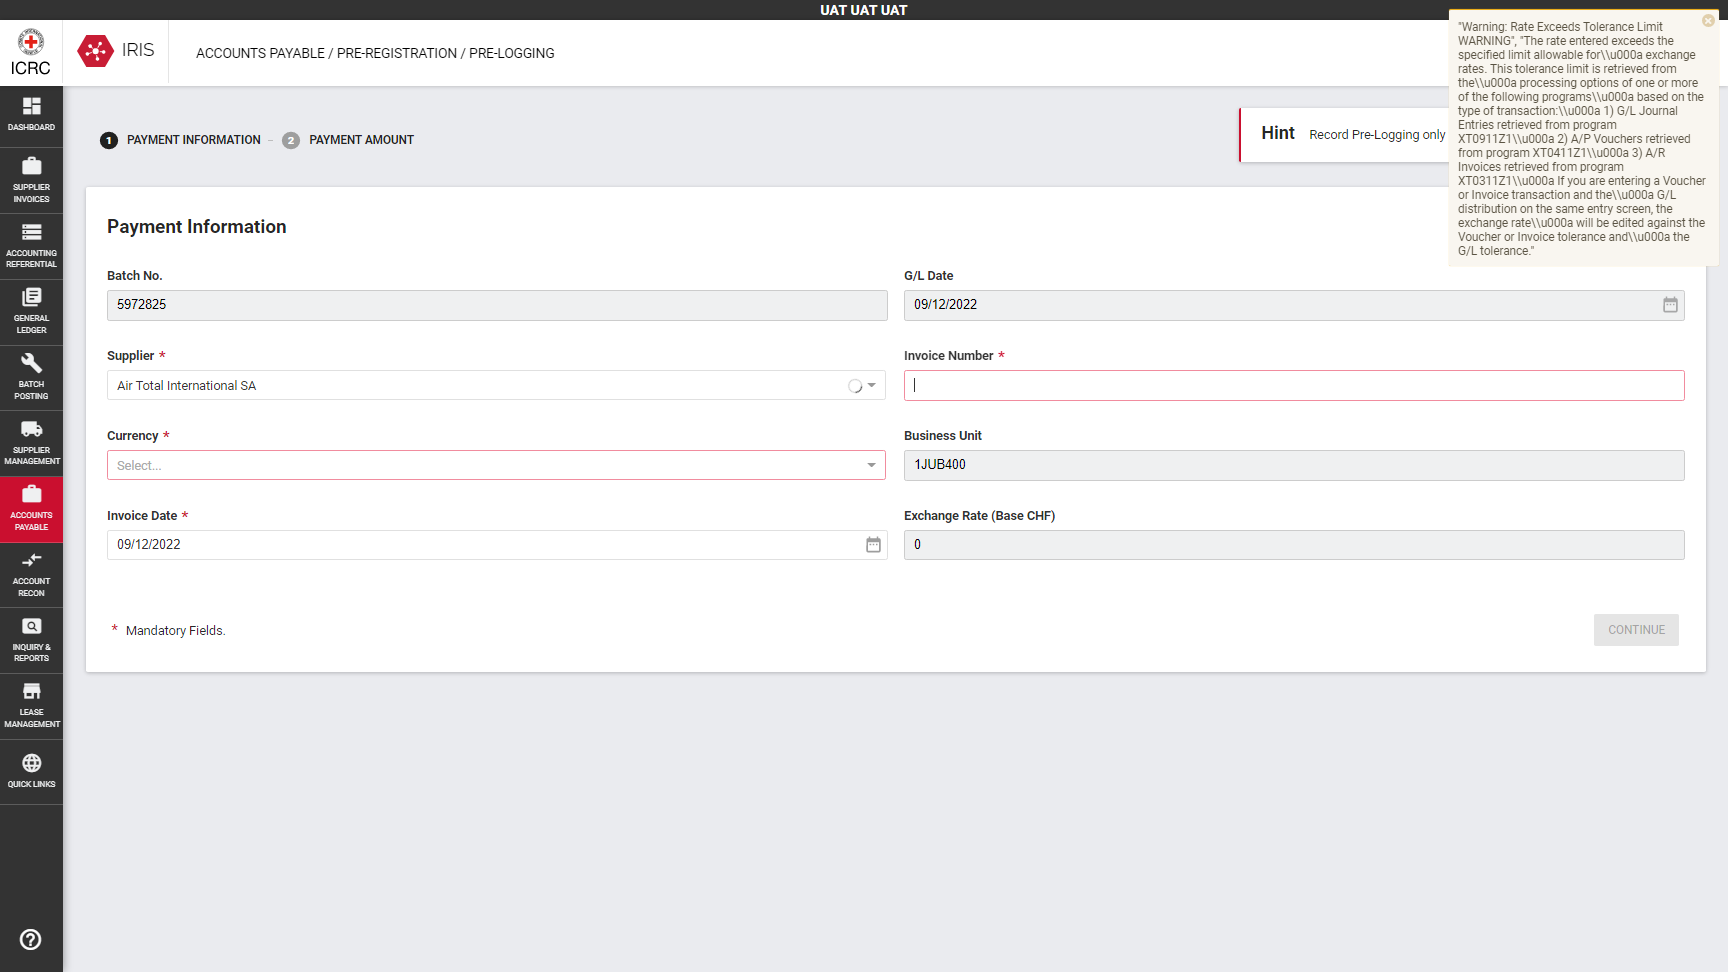 UAT UAT UAT
ICRC
IRIS
ACCOUNTS PAYABLE / PRE-REGISTRATION / PRE-LOGGING
"Warning: Rate Exceeds Tolerance Limit
WARNING", "The rate entered exceeds the
specified limit allowable for\\u000a exchange
rates. This tolerance limit is retrieved from
the\\u000a processing options of one or more
of the following programs\\u000a based on the
type of transaction:\\u000a 1) G/L Journal
Entries retrieved from program
XT0911Z1\\u000a 2) A/P Vouchers retrieved
from program XT0411Z1\\u000a 3) A/R
Invoices retrieved from program
XT0311Z1\\u000a If you are entering a Voucher
or Invoice transaction and the\\u000a G/L
distribution on the same entry screen, the
exchange rate\\u000a will be edited against the
Voucher or Invoice tolerance and\\u000a the
G/L tolerance."
DASHBOARD
SUPPLIER
INVOICES
ACCOUNTING
REFERENTIAL
GENERAL
LEDGER
BATCH
POSTING
SUPPLIER
MANAGEMENT
ACCOUNTS
PAYABLE
ACCOUNT
RECON
INQUIRY &
REPORTS
LEASE
MANAGEMENT
QUICK LINKS
1 PAYMENT INFORMATION – 2 PAYMENT AMOUNT
Hint Record Pre-Logging only
Payment Information
Batch No.
5972825
G/L Date
09/12/2022
Supplier *
Air Total International SA
Invoice Number *
Currency *
Select...
Business Unit
1JUB400
Invoice Date *
09/12/2022
Exchange Rate (Base CHF)
0
* Mandatory Fields.
CONTINUE